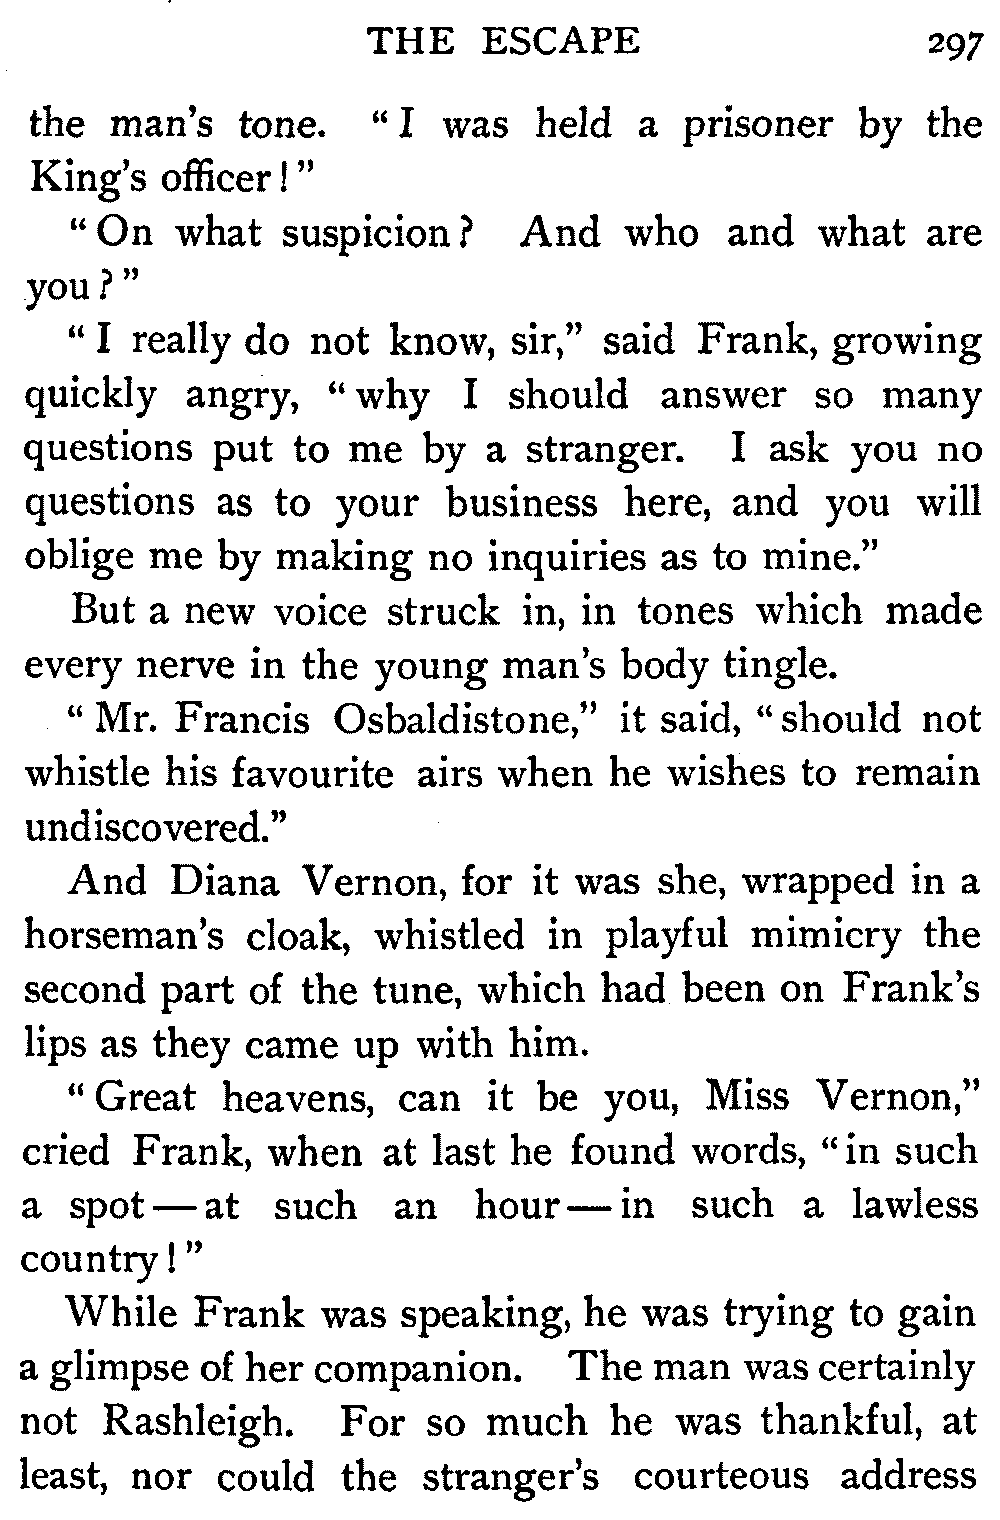 THE ESCAPE 297
the man's tone. "I was held a prisoner by the
King's officer!"
"On what suspicion? And who and what are
you?"
"I really do not know, sir," said Frank, growing
quickly angry, "why I should answer so many
questions put to me by a stranger. I ask you no
questions as to your business here, and you will
oblige me by making no inquiries as to mine."
But a new voice struck in, in tones which made
every nerve in the young man's body tingle.
"Mr. Francis Osbaldistone," it said, "should not
whistle his favourite airs when he wishes to remain
undiscovered."
And Diana Vernon, for it was she, wrapped in a
horseman's cloak, whistled in playful mimicry the
second part of the tune, which had been on Frank's
lips as they came up with him.
"Great heavens, can it be you, Miss Vernon,"
cried Frank, when at last he found words, "in such
a spot—at such an hour—in such a lawless
country!"
While Frank was speaking, he was trying to gain
a glimpse of her companion. The man was certainly
not Rashleigh. For so much he was thankful, at
least, nor could the stranger's courteous address